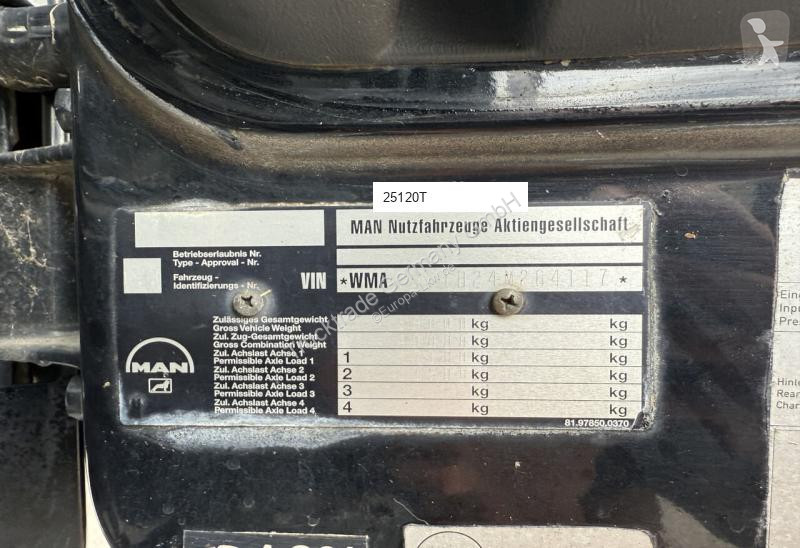 25120T
MAN Nutzfahrzeuge Aktiengesellschaft
Betriebserlaubnis Nr.
Type - Approval - Nr.
Fahrzeug -
Identifizierungs - Nr.
VIN
*WMA *
Zulässiges Gesamtgewicht
Gross Vehicle Weight
kg kg
Zul. Zug-Gesamtgewicht
Gross Combination Weight
kg kg
Zul. Achslast Achse 1
Permissible Axle Load 1
1 kg kg
Zul. Achslast Achse 2
Permissible Axle Load 2
2 kg kg
Zul. Achslast Achse 3
Permissible Axle Load 3
3 kg kg
Zul. Achslast Achse 4
Permissible Axle Load 4
4 kg kg
MAN
81.97850.0370
Trucktrade Germany GmbH